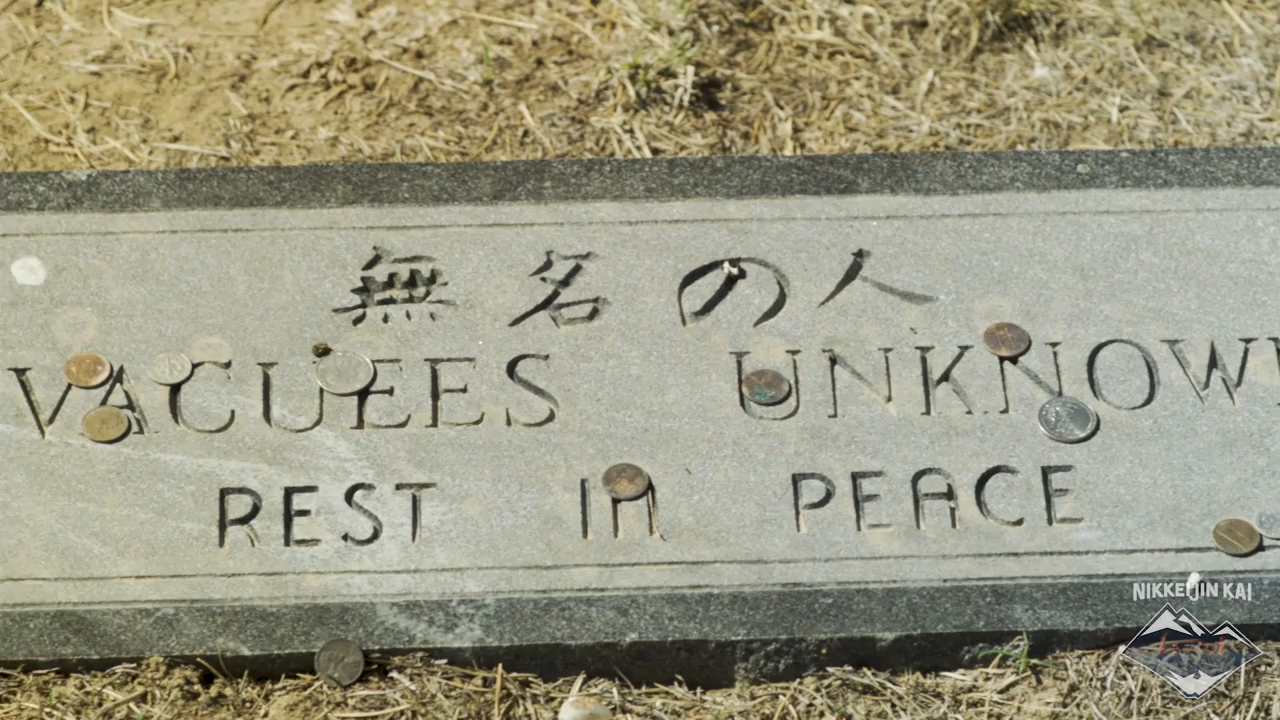 無名の人
VACUEES UNKNOW
REST IN PEACE
NIKKEIJIN KAI